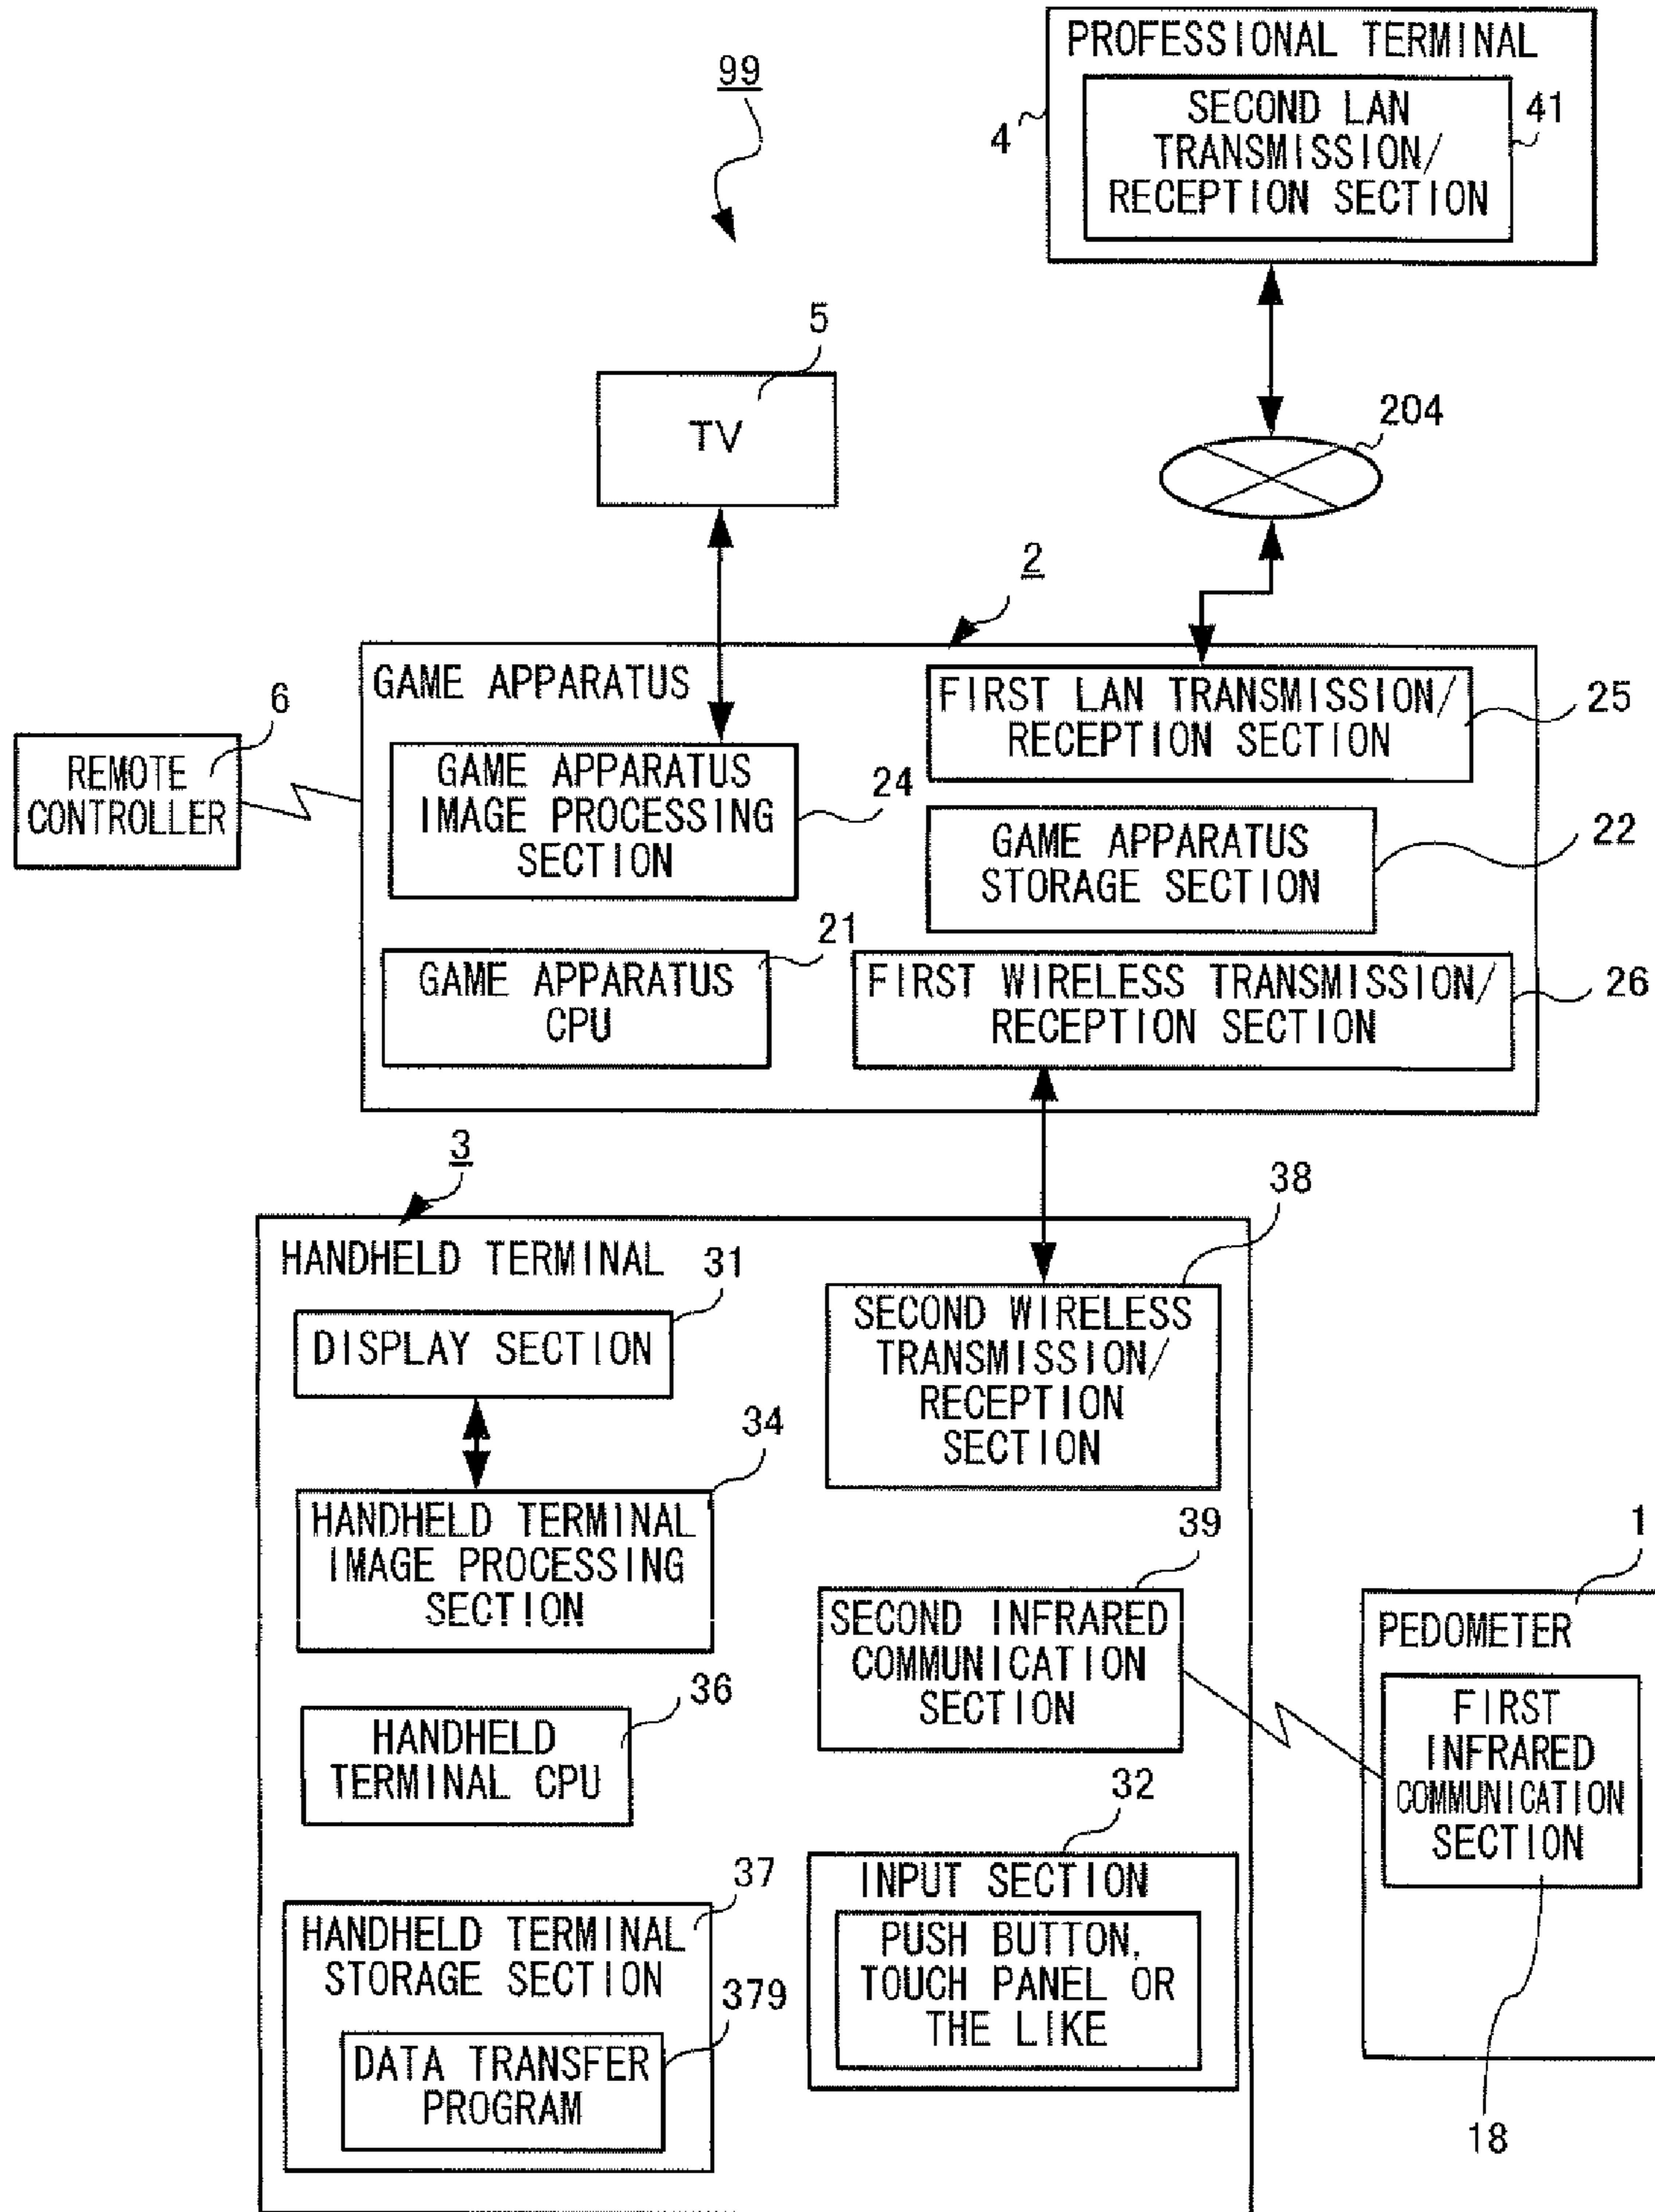 PROFESSIONAL TERMINAL
SECOND LAN
TRANSMISSION/
RECEPTION SECTION
41
4
99
5
TV
204
2
GAME APPARATUS
FIRST LAN TRANSMISSION/
RECEPTION SECTION
25
6
REMOTE
CONTROLLER
GAME APPARATUS
IMAGE PROCESSING
SECTION
24
GAME APPARATUS
STORAGE SECTION
22
21
GAME APPARATUS
CPU
FIRST WIRELESS TRANSMISSION/
RECEPTION SECTION
26
3
38
HANDHELD TERMINAL
31
DISPLAY SECTION
SECOND WIRELESS
TRANSMISSION/
RECEPTION
SECTION
34
HANDHELD TERMINAL
IMAGE PROCESSING
SECTION
39
SECOND INFRARED
COMMUNICATION
SECTION
1
PEDOMETER
FIRST
INFRARED
COMMUNICATION
SECTION
18
36
HANDHELD
TERMINAL CPU
32
INPUT SECTION
PUSH BUTTON,
TOUCH PANEL OR
THE LIKE
37
HANDHELD TERMINAL
STORAGE SECTION
379
DATA TRANSFER
PROGRAM